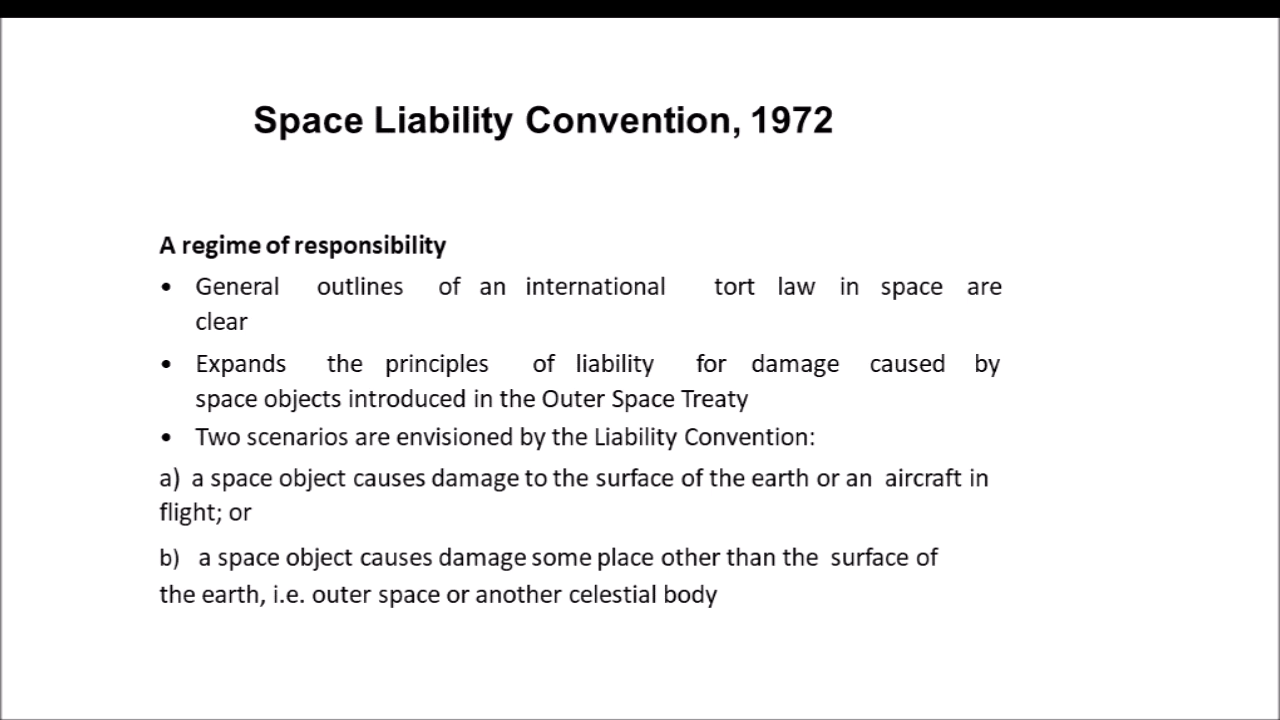 Space Liability Convention, 1972
A regime of responsibility
• General outlines of an international tort law in space are
clear
• Expands the principles of liability for damage caused by
space objects introduced in the Outer Space Treaty
• Two scenarios are envisioned by the Liability Convention:
a) a space object causes damage to the surface of the earth or an aircraft in
flight; or
b) a space object causes damage some place other than the surface of
the earth, i.e. outer space or another celestial body